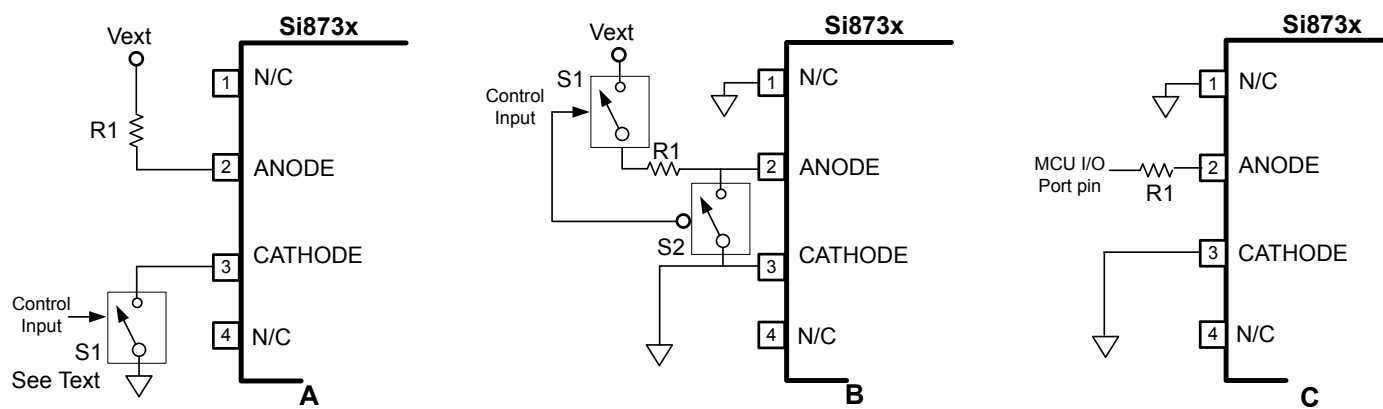 Si873x
Vext
1
N/C
R1
2
ANODE
3
CATHODE
Control
Input
S1
4
N/C
See Text
A
Si873x
Vext
S1
1
N/C
Control
Input
R1
2
ANODE
S2
3
CATHODE
4
N/C
B
Si873x
1
N/C
MCU I/O
Port pin
R1
2
ANODE
3
CATHODE
4
N/C
C